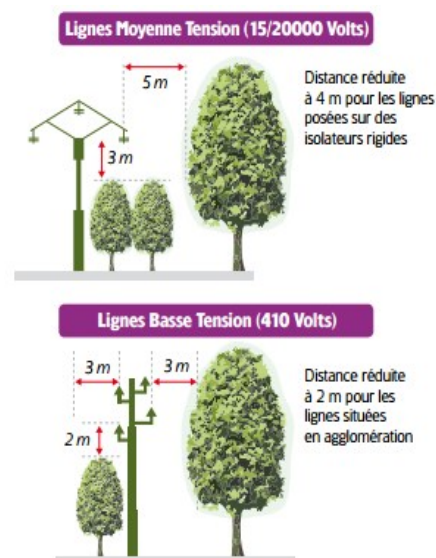 Lignes Moyenne Tension (15/20000 Volts)
5 m
3 m
Distance réduite
à 4 m pour les lignes
posées sur des
isolateurs rigides
Lignes Basse Tension (410 Volts)
3 m
3 m
2 m
Distance réduite
à 2 m pour les
lignes situées
en agglomération